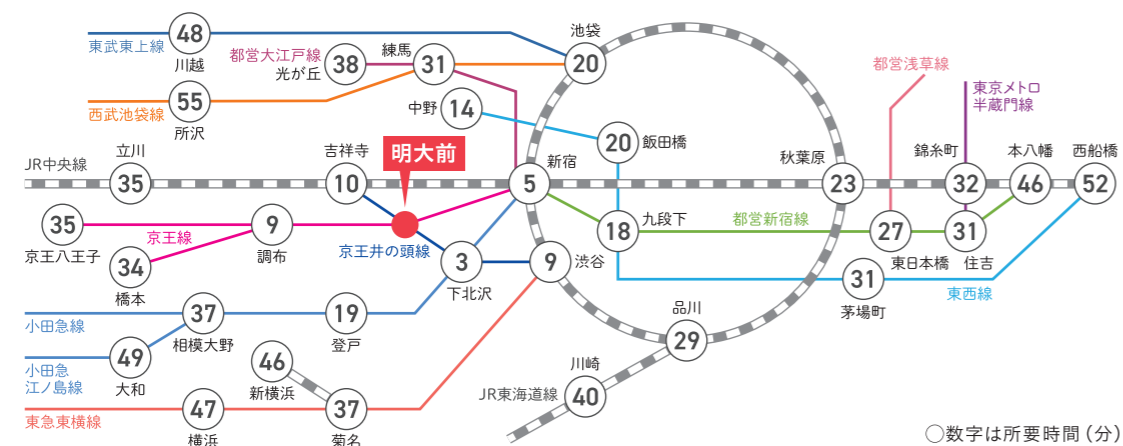 48
東武東上線
川越
都営大江戸線
38
光が丘
練馬
31
池袋
20
西武池袋線
55
所沢
中野
14
20
飯田橋
都営浅草線
東京メトロ
半蔵門線
JR中央線
立川
35
吉祥寺
10
明大前
新宿
5
秋葉原
23
錦糸町
32
本八幡
46
西船橋
52
35
京王八王子
京王線
34
橋本
9
調布
京王井の頭線
3
下北沢
9
渋谷
18
九段下
都営新宿線
27
東日本橋
31
住吉
31
茅場町
東西線
小田急線
37
相模大野
19
登戸
品川
29
小田急
江ノ島線
49
大和
46
新横浜
川崎
40
JR東海道線
東急東横線
47
横浜
37
菊名
◯数字は所要時間(分)